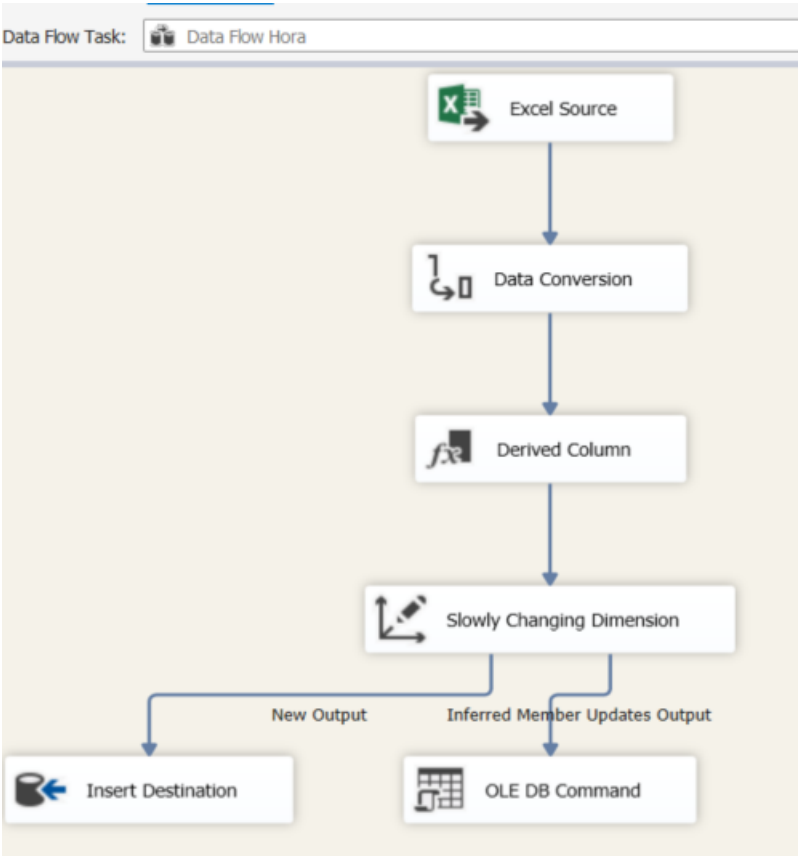 Data Flow Task: Data Flow Hora
Excel Source
Data Conversion
Derived Column
Slowly Changing Dimension
New Output
Inferred Member Updates Output
Insert Destination
OLE DB Command